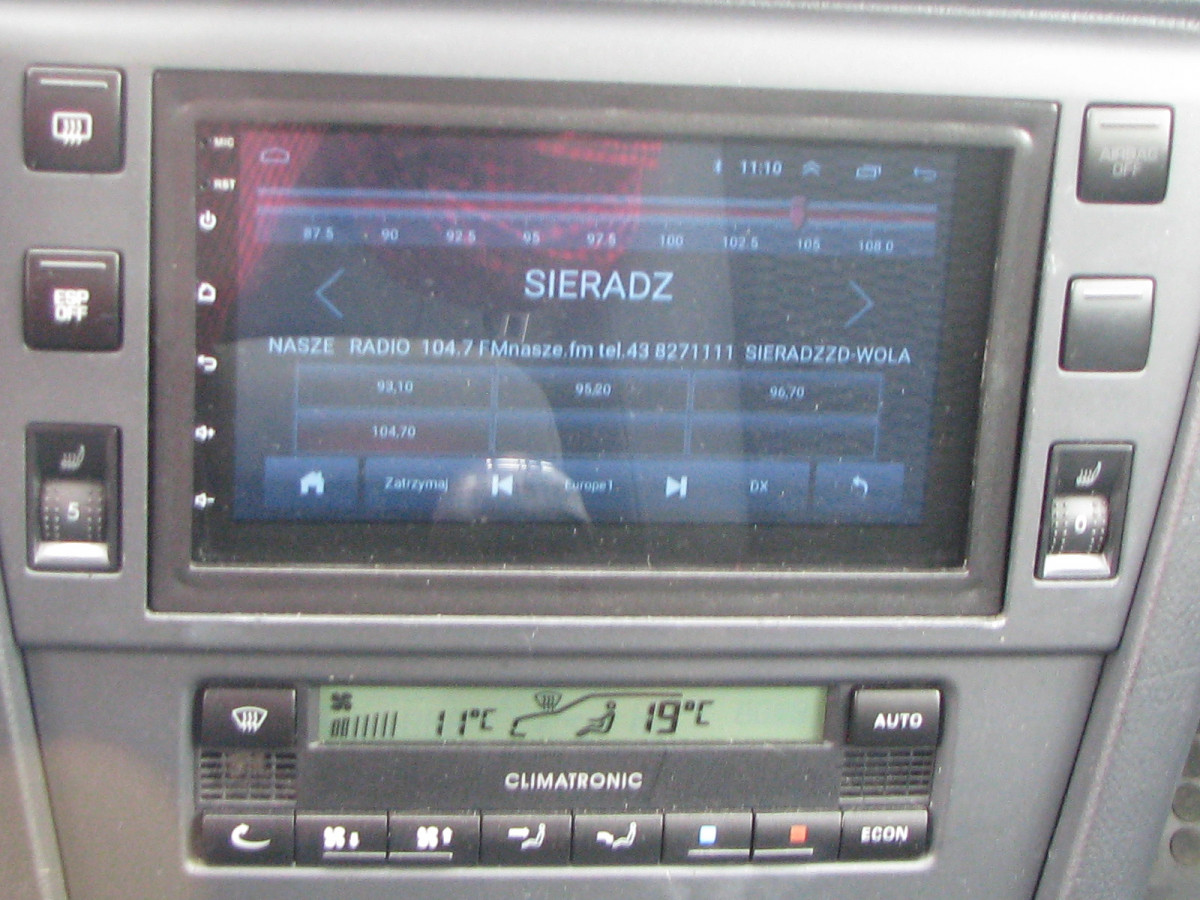 MIC
RST
11:10
87.5 90 92.5 95 97.5 100 102.5 105 108.0
SIERADZ
NASZE RADIO 104.7 FMnasze.fm tel.43 8271111 SIERADZZD-WOLA
93,10 95,20 96,70
104,70
Zatrzymaj Europe1 DX
ESP
OFF
5
AIRBAG
OFF
0
11°C 19°C
AUTO
CLIMATRONIC
ECON